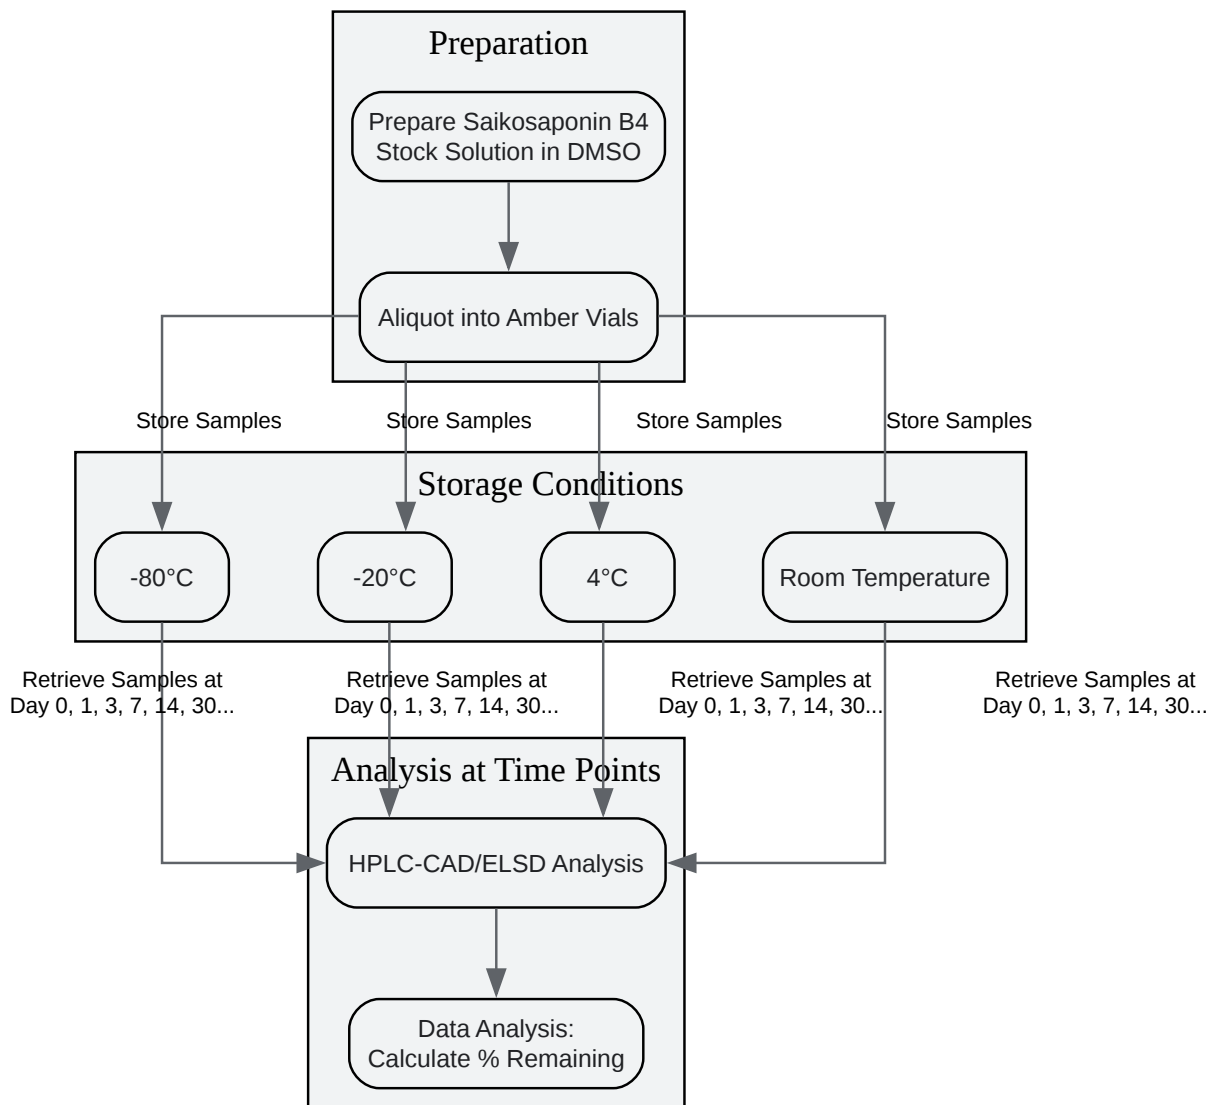 Preparation
Prepare Saikosaponin B4
Stock Solution in DMSO
Aliquot into Amber Vials
Store Samples
Store Samples
Store Samples
Store Samples
Storage Conditions
-80°C
-20°C
4°C
Room Temperature
Retrieve Samples at
Day 0, 1, 3, 7, 14, 30...
Retrieve Samples at
Day 0, 1, 3, 7, 14, 30...
Retrieve Samples at
Day 0, 1, 3, 7, 14, 30...
Retrieve Samples at
Day 0, 1, 3, 7, 14, 30...
Analysis at Time Points
HPLC-CAD/ELSD Analysis
Data Analysis:
Calculate % Remaining